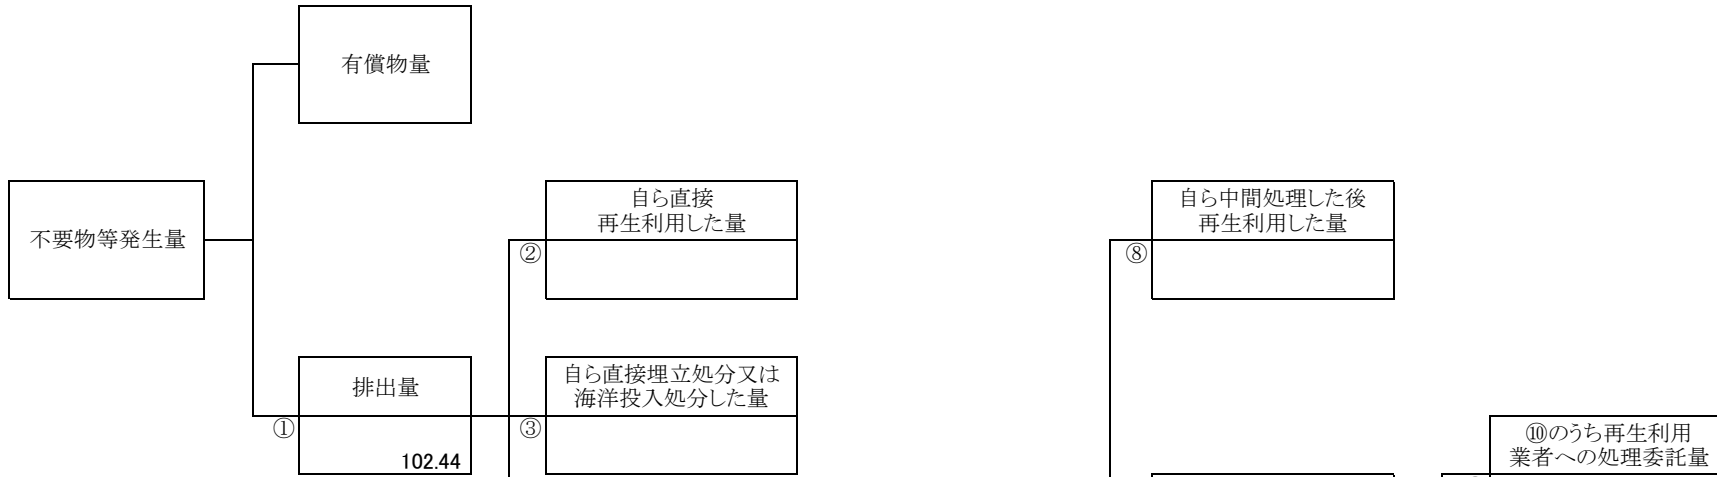 有償物量
不要物等発生量
自ら直接
再生利用した量
②
自ら中間処理した後
再生利用した量
⑧
排出量
①
102.44
自ら直接埋立処分又は
海洋投入処分した量
③
⑩のうち再生利用
業者への処理委託量